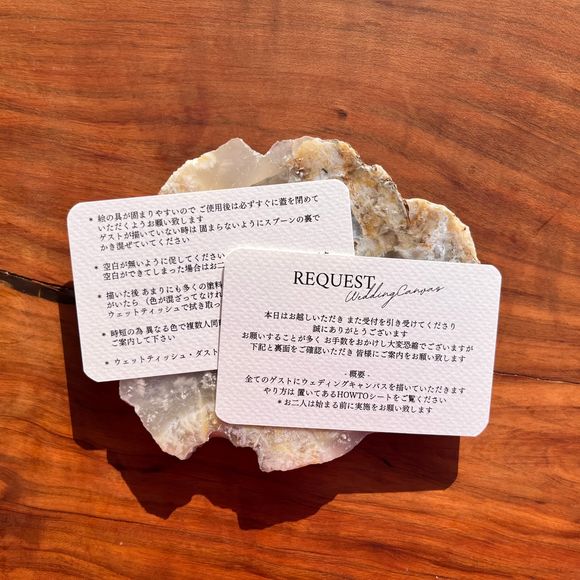 * 絵の具が固まりやすいので ご使用後は必ずすぐに蓋を閉めて
いただくようお願い致します
ゲストが描いていない時は 固まらないようにスプーンの裏で
かき混ぜていてください
* 空白が無いように促してください
空白ができてしまった場合はお二
* 描いた後 あまりにも多くの塗料
がいたら (色が混ざってなけれ
ウェットティッシュで拭き取っ
* 時短の為 異なる色で複数人同
ご案内して下さい
* ウェットティッシュ・ダスト
REQUEST
WeddingCanvas
本日はお越しいただき また受付を引き受けてくださり
誠にありがとうございます
お願いすることが多く お手数をおかけし大変恐縮でございますが
下記と裏面をご確認いただき 皆様にご案内をお願い致します
- 概要 -
全てのゲストにウェディングキャンバスを描いていただきます
やり方は 置いてあるHOWTOシートをご覧ください
*お二人は始まる前に実施をお願い致します